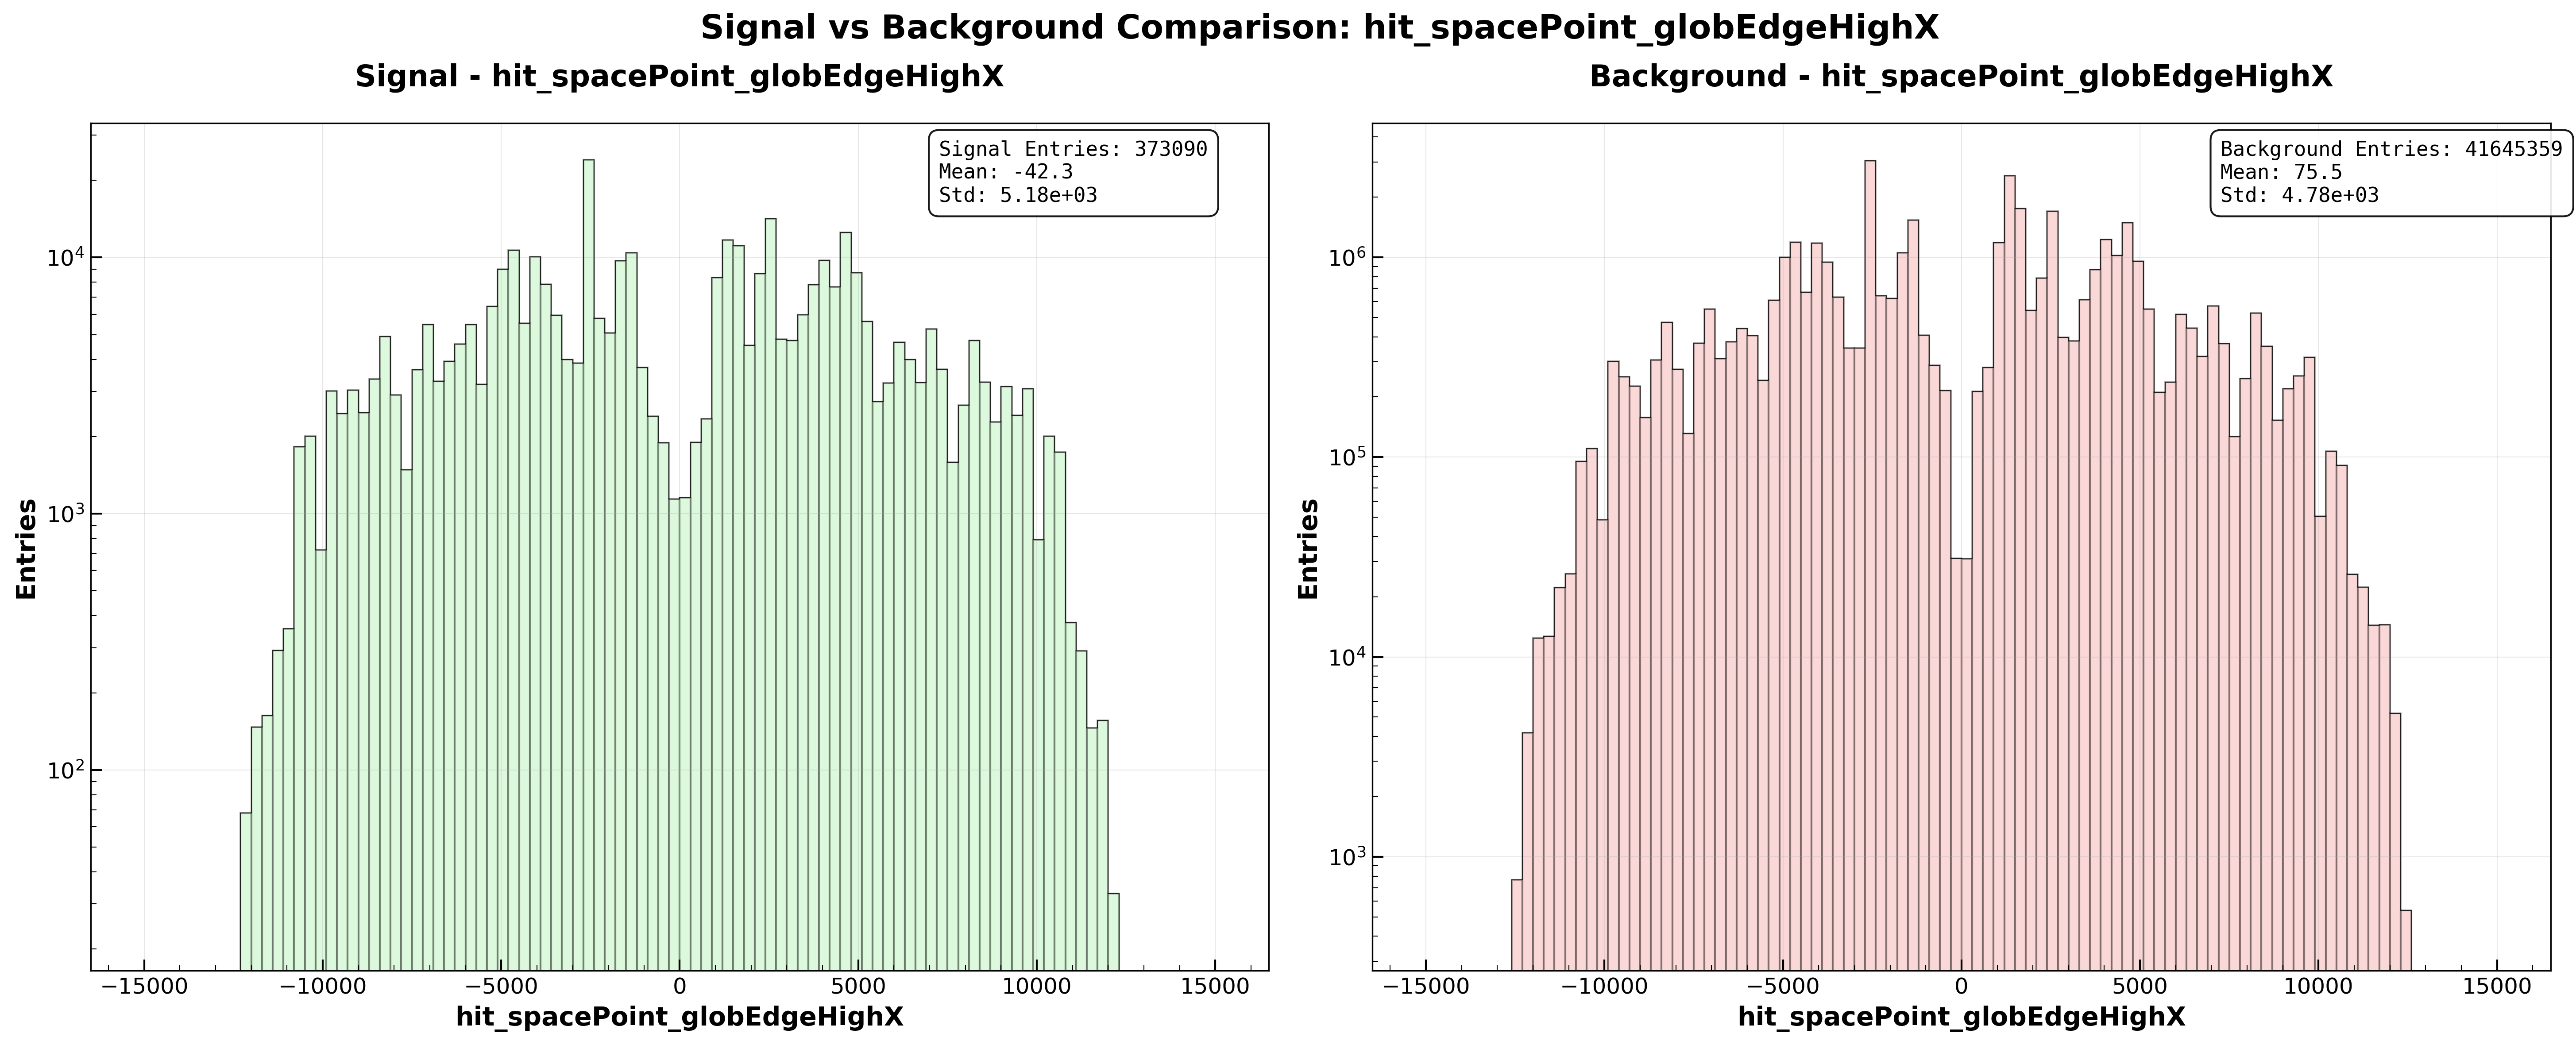 Signal vs Background Comparison: hit_spacePoint_globEdgeHighX
Signal - hit_spacePoint_globEdgeHighX
Signal Entries: 373090
Mean: -42.3
Std: 5.18e+03
10^4
10^3
10^2
Entries
−15000 −10000 −5000 0 5000 10000 15000
hit_spacePoint_globEdgeHighX
Background - hit_spacePoint_globEdgeHighX
Background Entries: 41645359
Mean: 75.5
Std: 4.78e+03
10^6
10^5
10^4
10^3
Entries
−15000 −10000 −5000 0 5000 10000 15000
hit_spacePoint_globEdgeHighX